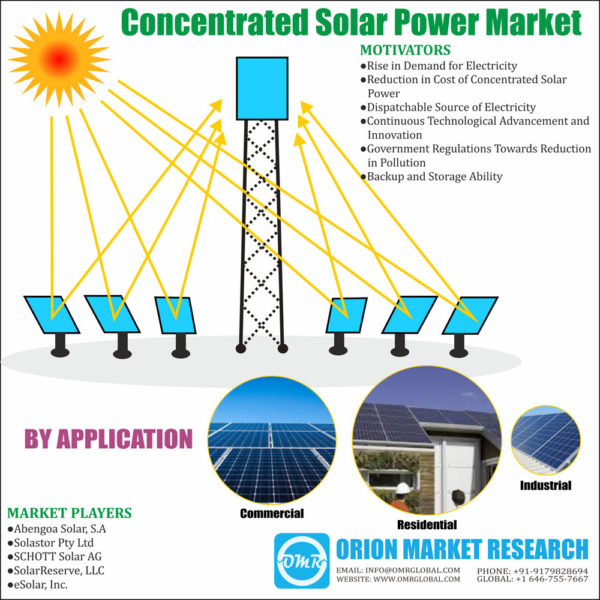 Concentrated Solar Power Market
MOTIVATORS
●Rise in Demand for Electricity
●Reduction in Cost of Concentrated Solar
Power
●Dispatchable Source of Electricity
●Continuous Technological Advancement and
Innovation
●Government Regulations Towards Reduction
in Pollution
●Backup and Storage Ability
BY APPLICATION
Commercial
Residential
Industrial
MARKET PLAYERS
●Abengoa Solar, S.A
●Solastor Pty Ltd
●SCHOTT Solar AG
●SolarReserve, LLC
●eSolar, Inc.
OMR
ORION MARKET RESEARCH
EMAIL: INFO@OMRGLOBAL.COM PHONE: +91-9179828694
WEBSITE: WWW.OMRGLOBAL.COM GLOBAL: +1 646-755-7667